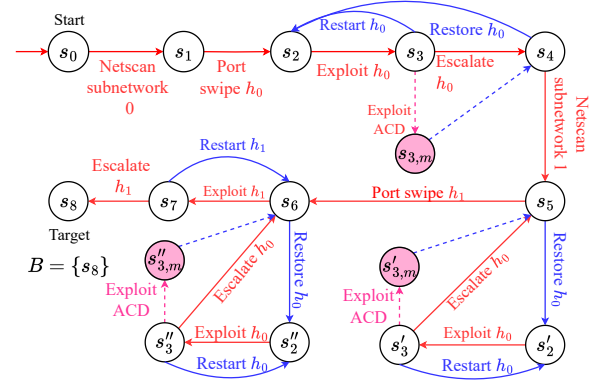 Start
s₀
s₁
s₂
s₃
s₄
Restart h₀
Restore h₀
Netscan
subnetwork
0
Port
swipe h₀
Exploit h₀
Escalate
h₀
Exploit
ACD
s₃,ₘ
Netscan
subnetwork 1
Escalate
h₁
Restart h₁
Exploit h₁
Port swipe h₁
s₈
s₇
s₆
s₅
Target
B = {s₈}
s″₃,ₘ
Escalate h₀
Restore h₀
Exploit
ACD
s″₃
Exploit h₀
s″₂
Restart h₀
s′₃,ₘ
Escalate h₀
Restore h₀
Exploit
ACD
s′₃
Exploit h₀
s′₂
Restart h₀